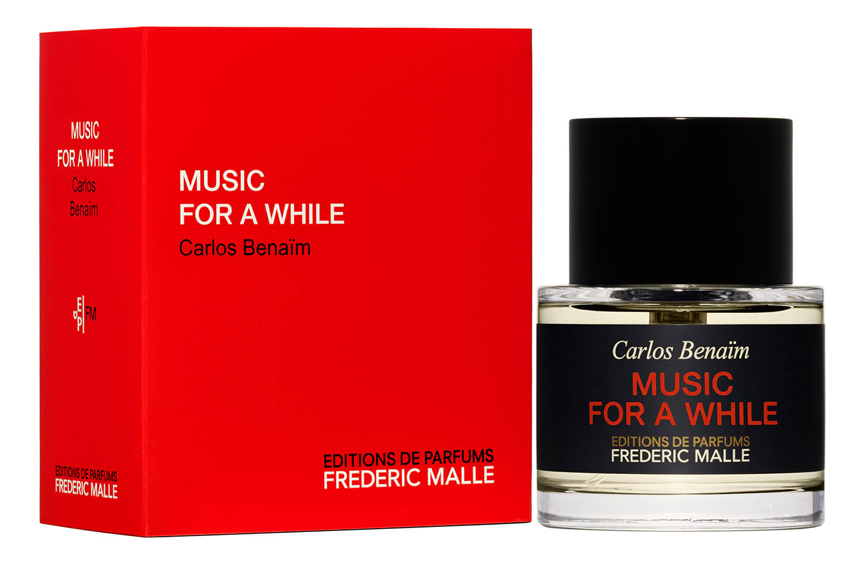 MUSIC
FOR A WHILE
Carlos
Benaïm
EP
FM
EDITIONS DE PARFUMS
FREDERIC MALLE
MUSIC
FOR A WHILE
Carlos Benaïm
EDITIONS DE PARFUMS
FREDERIC MALLE
Carlos Benaïm
MUSIC
FOR A WHILE
EDITIONS DE PARFUMS
FREDERIC MALLE